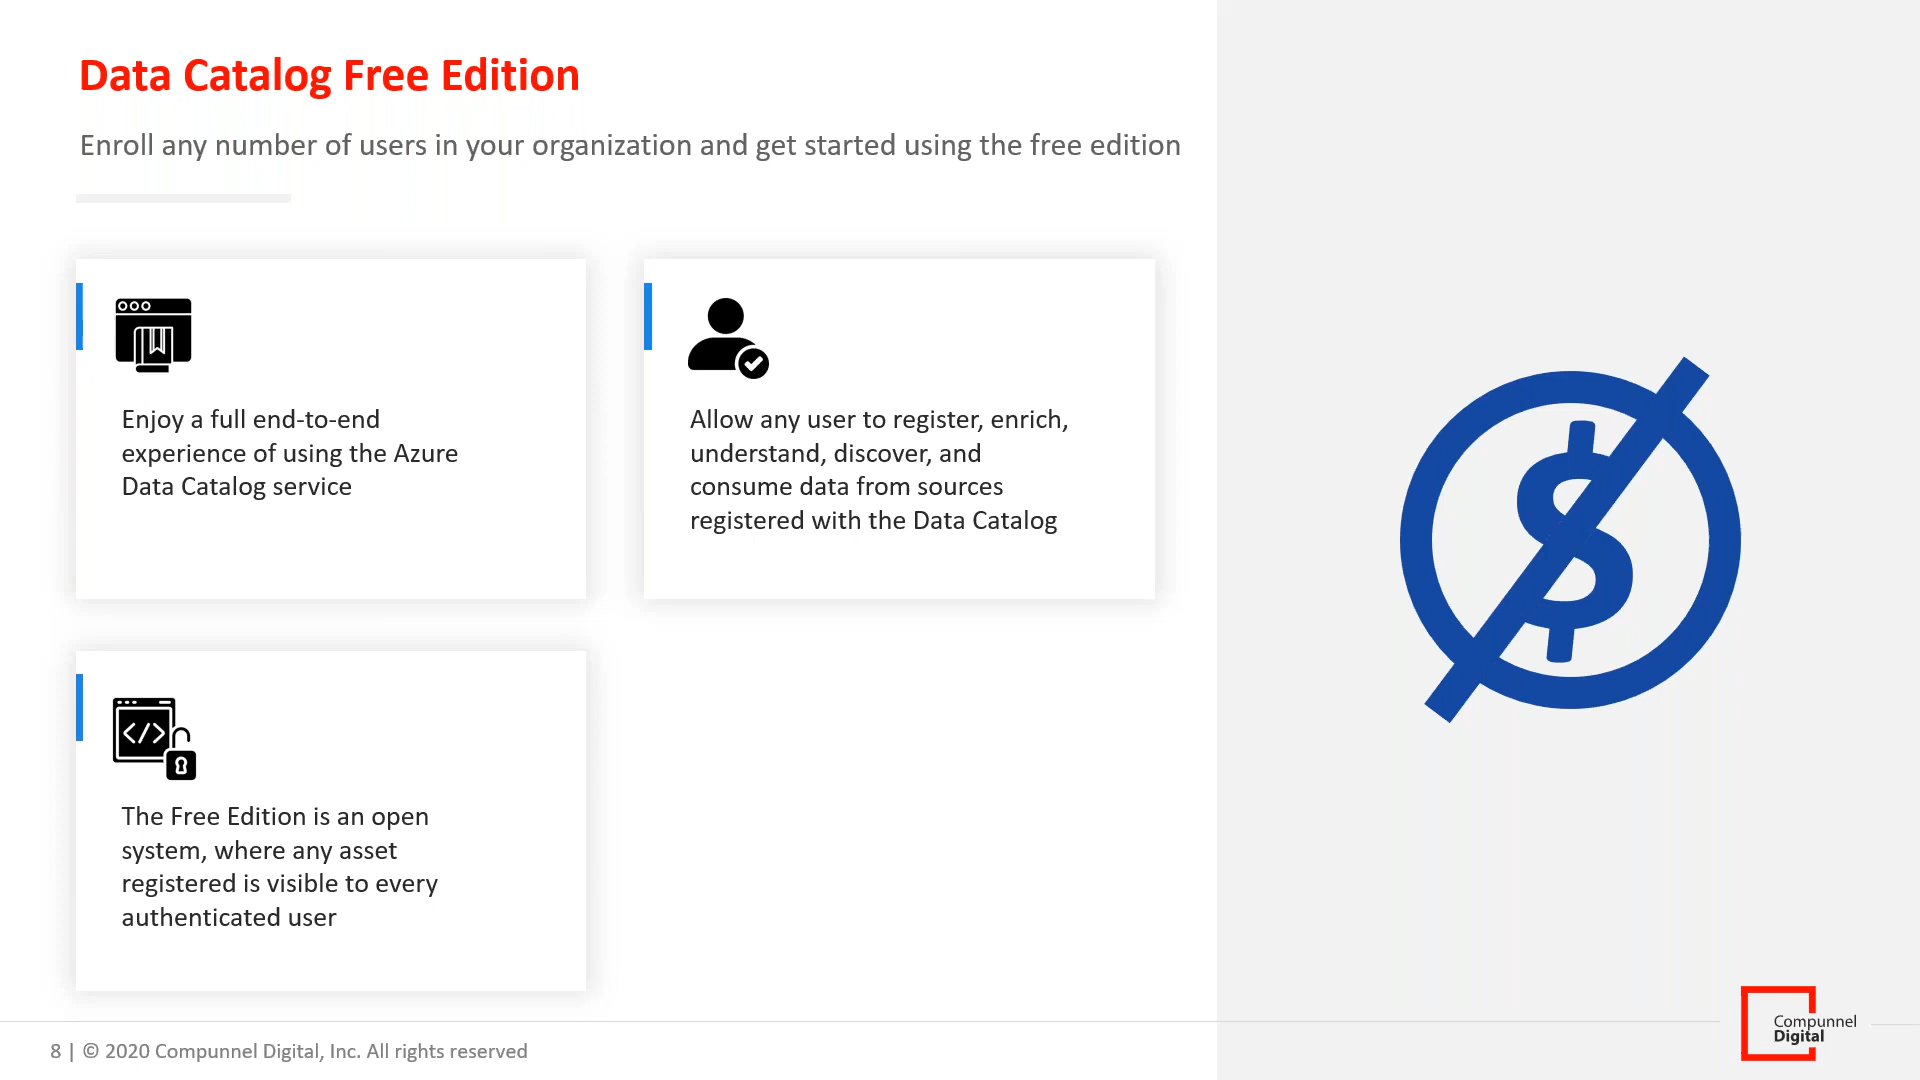 Data Catalog Free Edition
Enroll any number of users in your organization and get started using the free edition
Enjoy a full end-to-end
experience of using the Azure
Data Catalog service
Allow any user to register, enrich,
understand, discover, and
consume data from sources
registered with the Data Catalog
$
The Free Edition is an open
system, where any asset
registered is visible to every
authenticated user
8 | © 2020 Compunnel Digital, Inc. All rights reserved
Compunnel
Digital